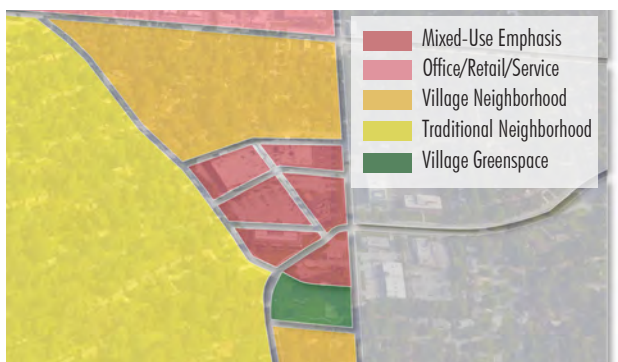 Mixed-Use Emphasis
Office/Retail/Service
Village Neighborhood
Traditional Neighborhood
Village Greenspace